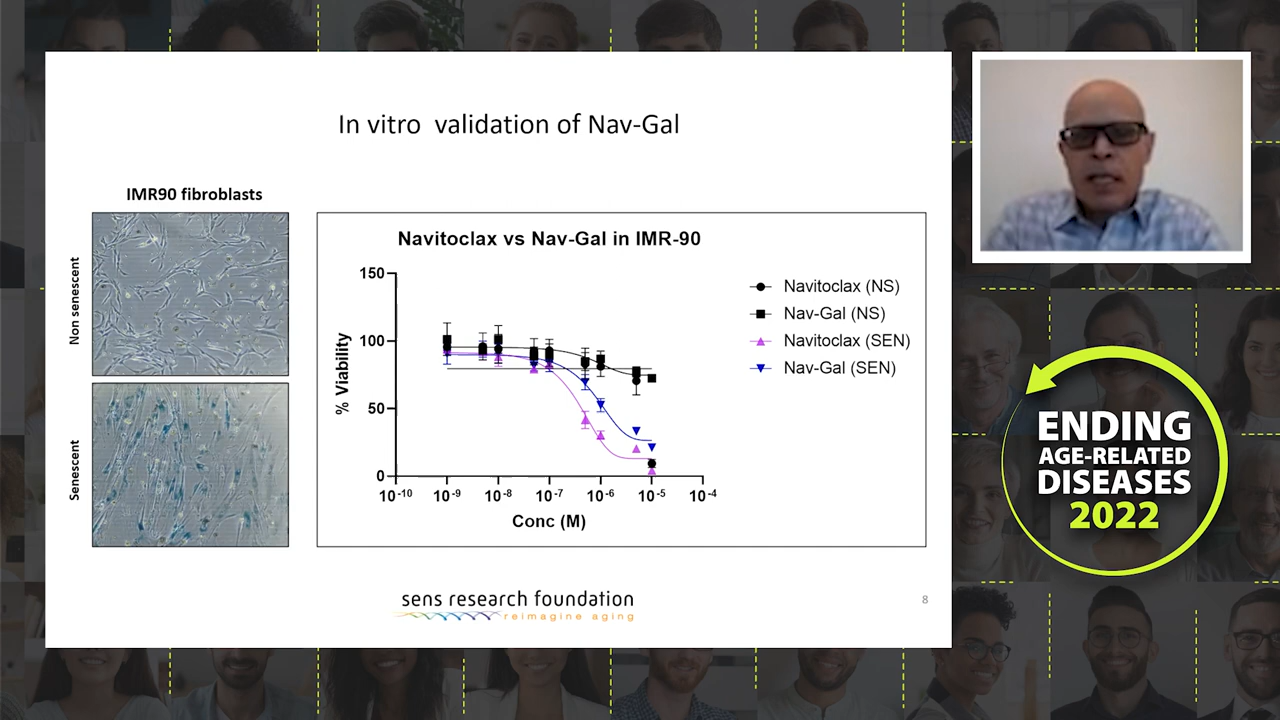 In vitro validation of Nav-Gal
IMR90 fibroblasts
Non senescent
Senescent
Navitoclax vs Nav-Gal in IMR-90
% Viability
150
100
50
0
10-10
10-9
10-8
10-7
10-6
10-5
10-4
Conc (M)
Navitoclax (NS)
Nav-Gal (NS)
Navitoclax (SEN)
Nav-Gal (SEN)
sens research foundation
reimagine aging
8
ENDING
AGE-RELATED
DISEASES
2022